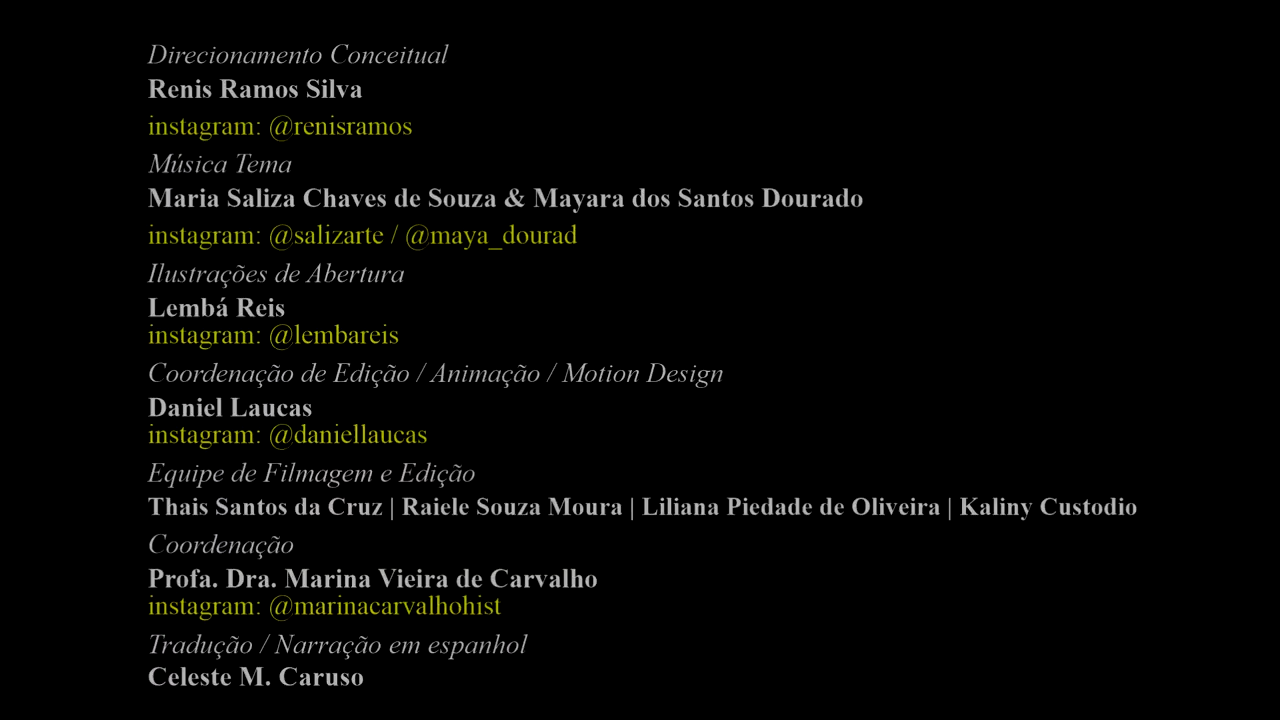 Direcionamento Conceitual
Renis Ramos Silva
instagram: @renisramos
Música Tema
Maria Saliza Chaves de Souza & Mayara dos Santos Dourado
instagram: @salizarte / @maya_dourad
Ilustrações de Abertura
Lembá Reis
instagram: @lembareis
Coordenação de Edição / Animação / Motion Design
Daniel Laucas
instagram: @daniellaucas
Equipe de Filmagem e Edição
Thais Santos da Cruz | Raiele Souza Moura | Liliana Piedade de Oliveira | Kaliny Custodio
Coordenação
Profa. Dra. Marina Vieira de Carvalho
instagram: @marinacarvalhohist
Tradução / Narração em espanhol
Celeste M. Caruso